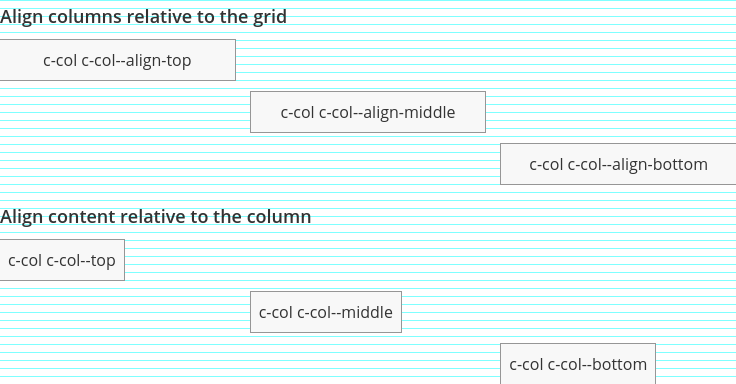 Align columns relative to the grid
c-col c-col--align-top
c-col c-col--align-middle
c-col c-col--align-bottom
Align content relative to the column
c-col c-col--top
c-col c-col--middle
c-col c-col--bottom